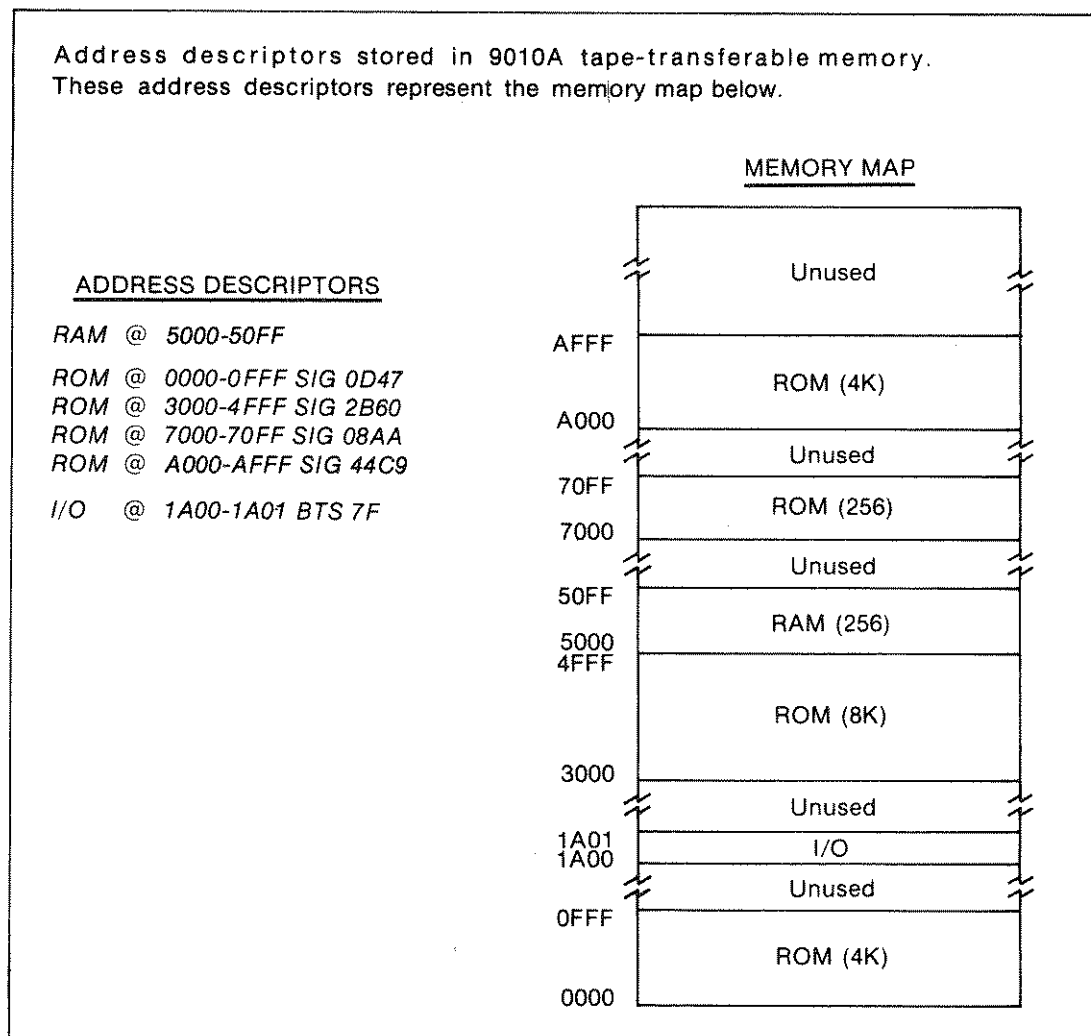 Address descriptors stored in 9010A tape-transferable memory.
These address descriptors represent the memory map below.
MEMORY MAP
ADDRESS DESCRIPTORS
RAM @ 5000-50FF
ROM @ 0000-0FFF SIG 0D47
ROM @ 3000-4FFF SIG 2B60
ROM @ 7000-70FF SIG 08AA
ROM @ A000-AFFF SIG 44C9
I/O @ 1A00-1A01 BTS 7F
Unused
AFFF
ROM (4K)
A000
Unused
70FF
ROM (256)
7000
Unused
50FF
RAM (256)
5000
4FFF
ROM (8K)
3000
Unused
1A01
I/O
1A00
Unused
0FFF
ROM (4K)
0000